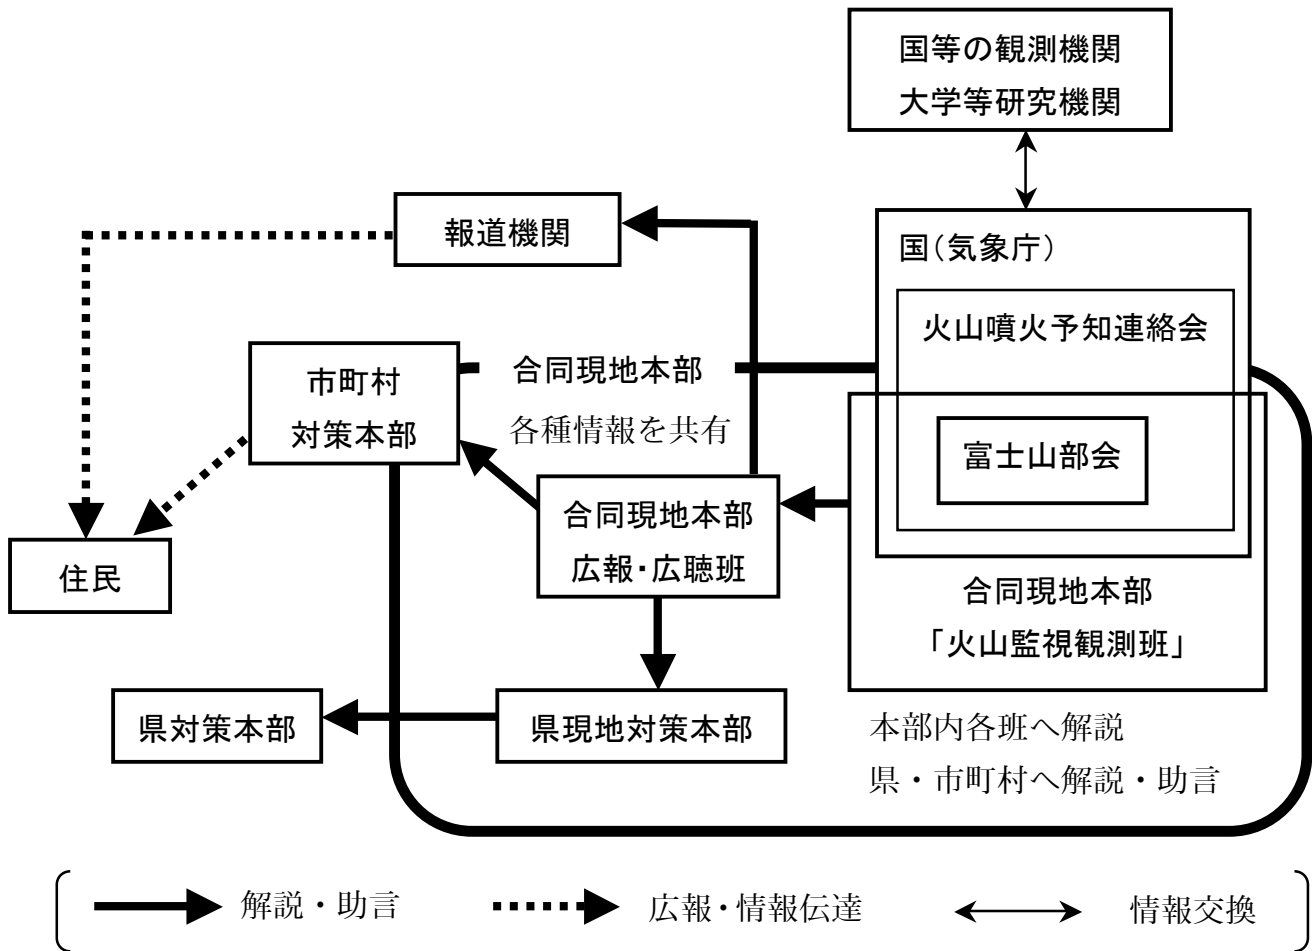 国等の観測機関
大学等研究機関
報道機関
国（気象庁）
火山噴火予知連絡会
市町村
対策本部
合同現地本部
各種情報を共有
富士山部会
合同現地本部
広報・広聴班
住民
合同現地本部
「火山監視観測班」
県対策本部
県現地対策本部
本部内各班へ解説
県・市町村へ解説・助言
解説・助言
広報・情報伝達
情報交換